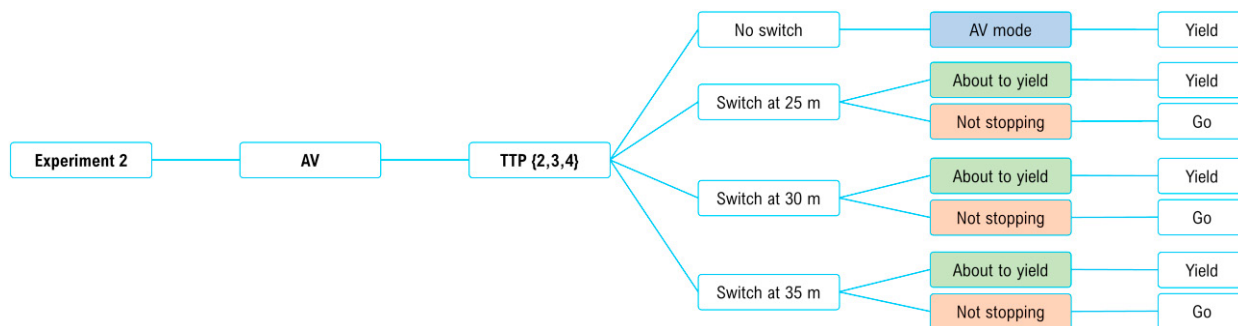 No switch
AV mode
Yield
About to yield
Yield
Switch at 25 m
Not stopping
Go
Experiment 2
AV
TTP {2,3,4}
About to yield
Yield
Switch at 30 m
Not stopping
Go
About to yield
Yield
Switch at 35 m
Not stopping
Go